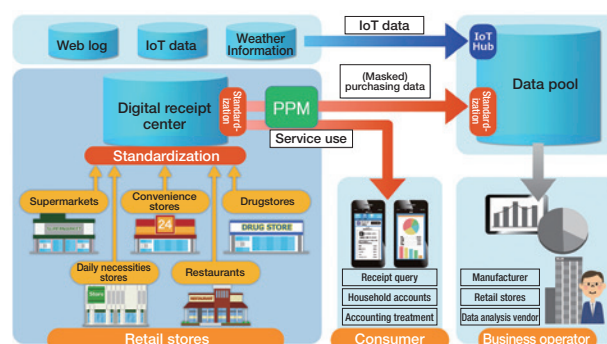 Web log
IoT data
Weather
Information
IoT data
IoT
Hub
Data pool
Digital receipt
center
Standard-
ization
PPM
(Masked)
purchasing data
Standard-
ization
Service use
Standardization
Supermarkets
Convenience
stores
Drugstores
24
DRUG STORE
Daily necessities
stores
Restaurants
Store
Retail stores
Receipt query
Household accounts
Accounting treatment
Consumer
Manufacturer
Retail stores
Data analysis vendor
Business operator